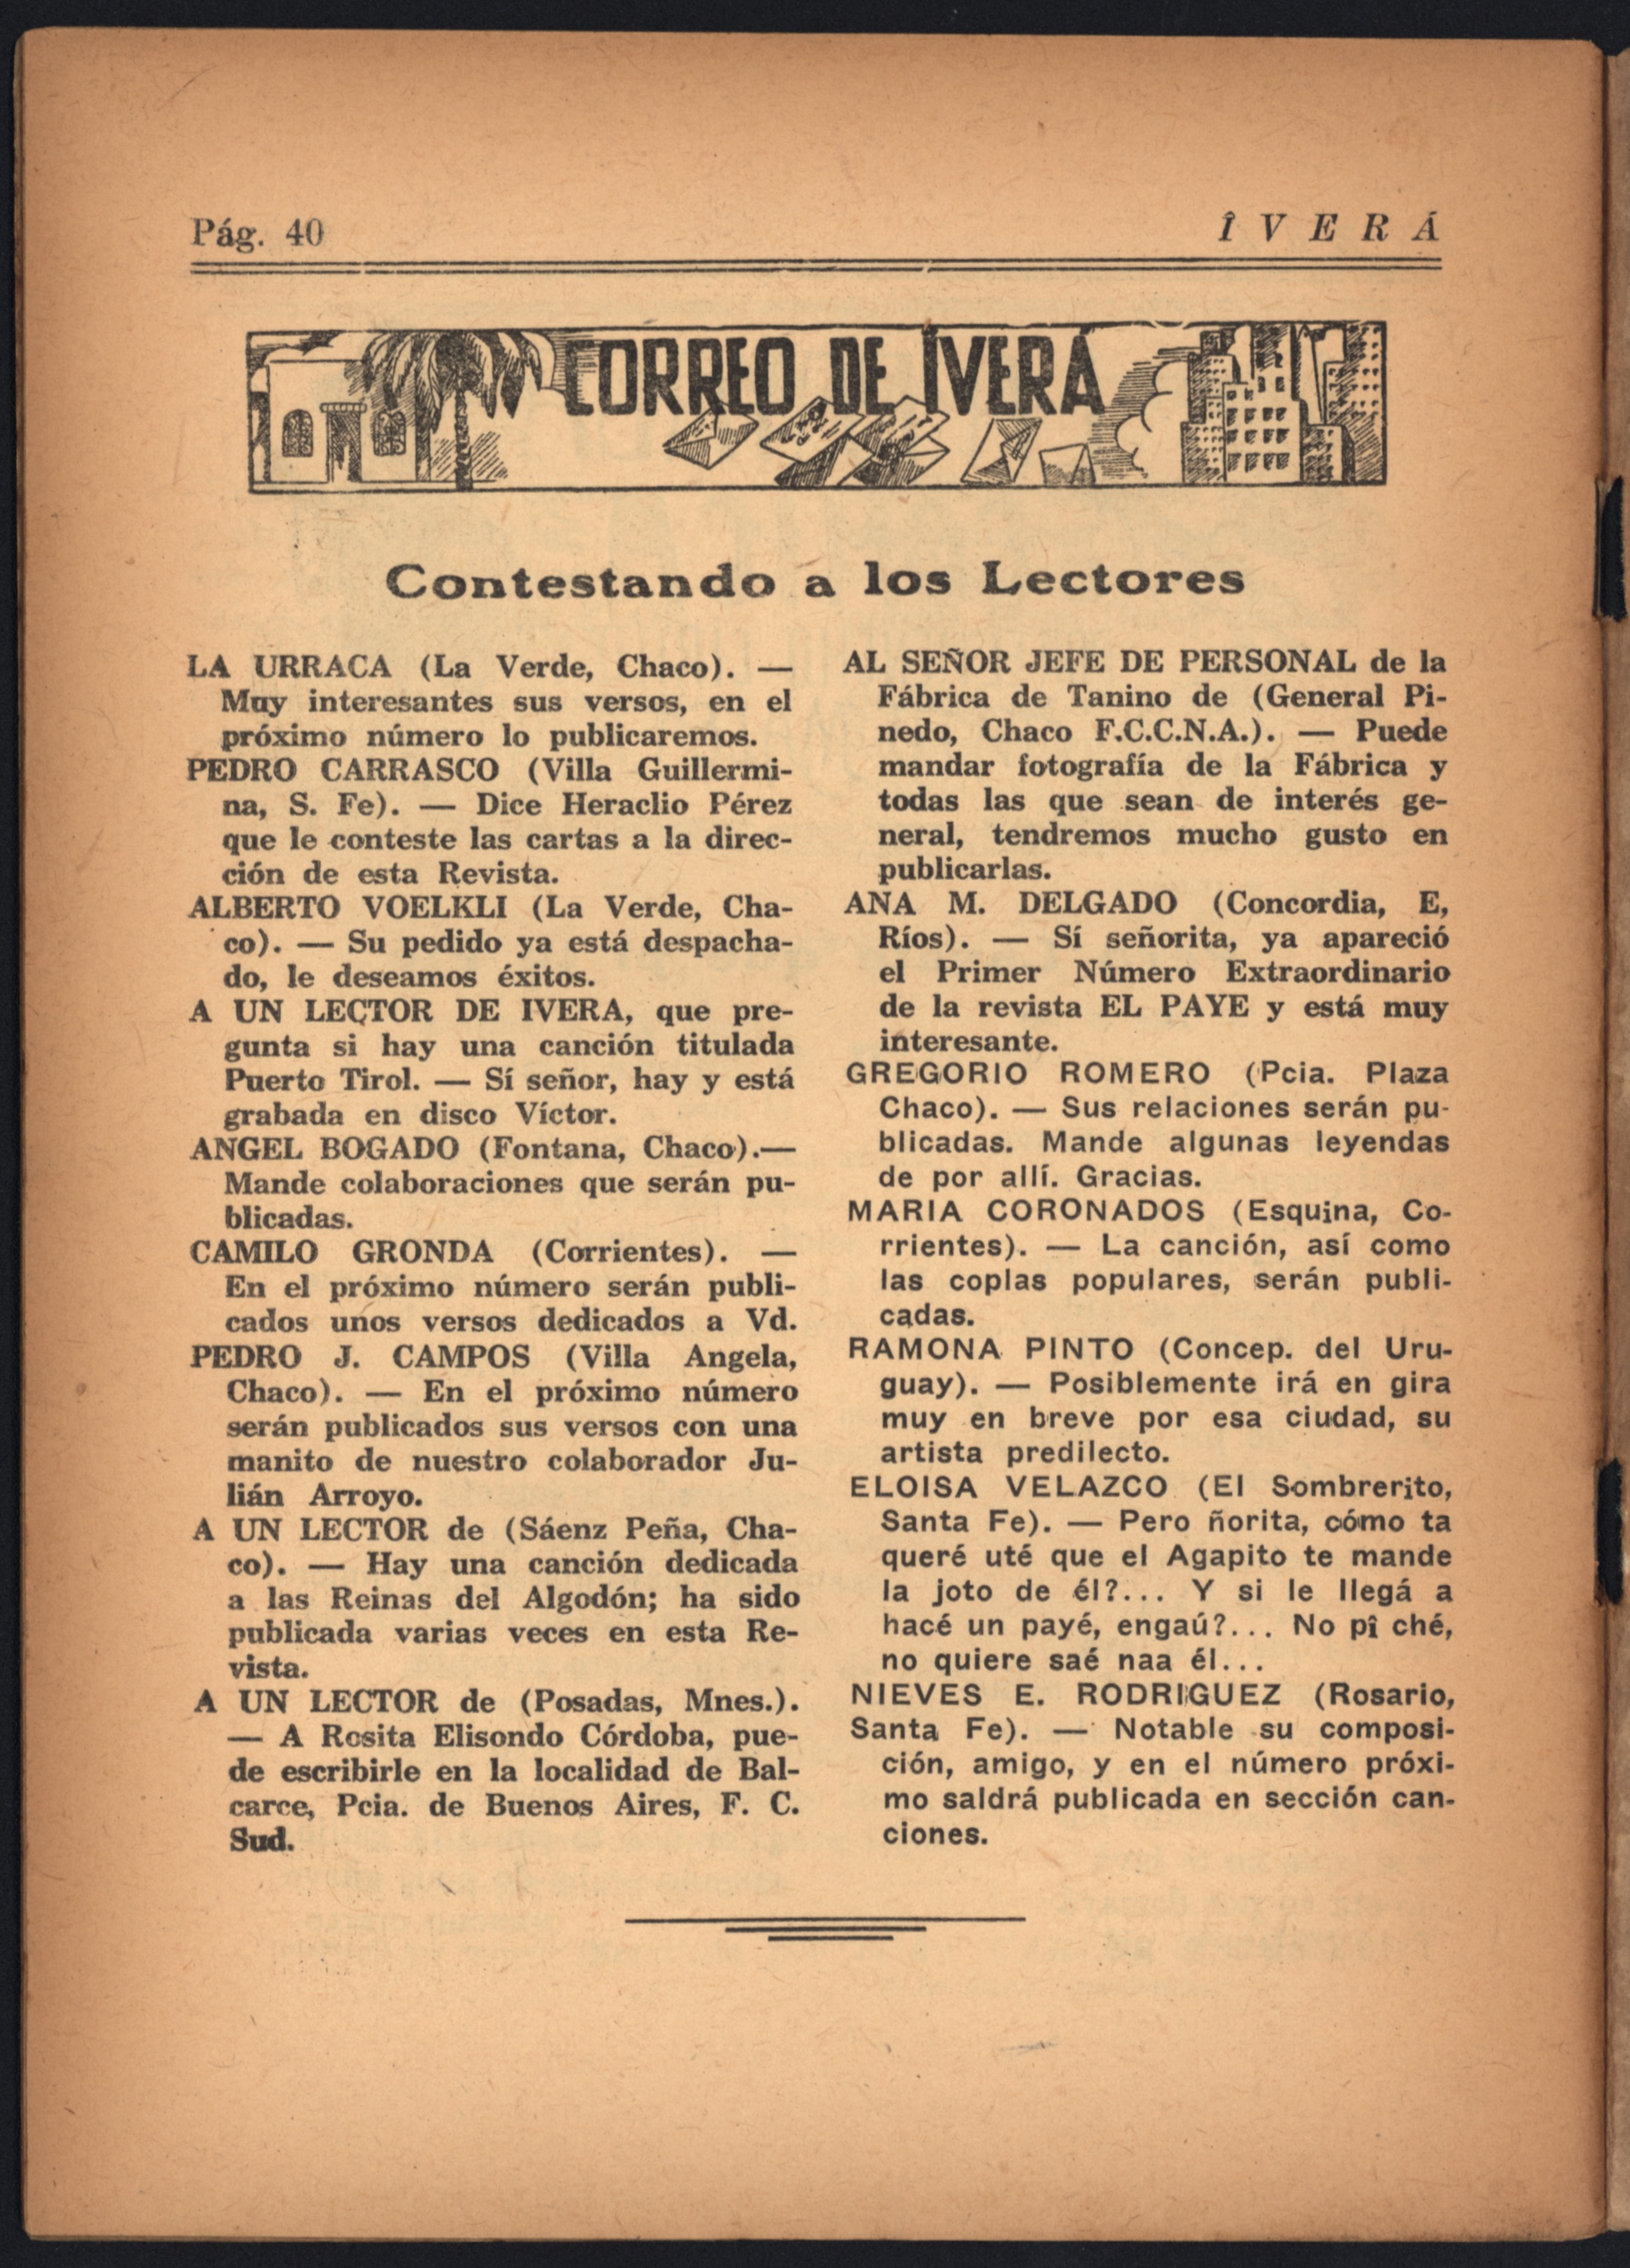 Pág. 40
Î V E R Á
CORREO DE ÎVERÁ
Contestando a los Lectores
LA URRACA (La Verde, Chaco). —
Muy interesantes sus versos, en el
próximo número lo publicaremos.
PEDRO CARRASCO (Villa Guillermi-
na, S. Fe). — Dice Heraclio Pérez
que le conteste las cartas a la direc-
ción de esta Revista.
ALBERTO VOELKLI (La Verde, Cha-
co). — Su pedido ya está despacha-
do, le deseamos éxitos.
A UN LECTOR DE IVERA, que pre-
gunta si hay una canción titulada
Puerto Tirol. — Sí señor, hay y está
grabada en disco Víctor.
ANGEL BOGADO (Fontana, Chaco).—
Mande colaboraciones que serán pu-
blicadas.
CAMILO GRONDA (Corrientes). —
En el próximo número serán publi-
cados unos versos dedicados a Vd.
PEDRO J. CAMPOS (Villa Angela,
Chaco). — En el próximo número
serán publicados sus versos con una
manito de nuestro colaborador Ju-
lián Arroyo.
A UN LECTOR de (Sáenz Peña, Cha-
co). — Hay una canción dedicada
a las Reinas del Algodón; ha sido
publicada varias veces en esta Re-
vista.
A UN LECTOR de (Posadas, Mnes.).
— A Rosita Elisondo Córdoba, pue-
de escribirle en la localidad de Bal-
carce, Pcia. de Buenos Aires, F. C.
Sud.
AL SEÑOR JEFE DE PERSONAL de la
Fábrica de Tanino de (General Pi-
nedo, Chaco F.C.C.N.A.). — Puede
mandar fotografía de la Fábrica y
todas las que sean de interés ge-
neral, tendremos mucho gusto en
publicarlas.
ANA M. DELGADO (Concordia, E,
Ríos). — Sí señorita, ya apareció
el Primer Número Extraordinario
de la revista EL PAYE y está muy
interesante.
GREGORIO ROMERO (Pcia. Plaza
Chaco). — Sus relaciones serán pu-
blicadas. Mande algunas leyendas
de por allí. Gracias.
MARIA CORONADOS (Esquina, Co-
rrientes). — La canción, así como
las coplas populares, serán publi-
cadas.
RAMONA PINTO (Concep. del Uru-
guay). — Posiblemente irá en gira
muy en breve por esa ciudad, su
artista predilecto.
ELOISA VELAZCO (El Sombrerito,
Santa Fe). — Pero ñorita, cómo ta
queré uté que el Agapito te mande
la joto de él?... Y si le llegá a
hacé un payé, engaú?... No pî ché,
no quiere saé naa él...
NIEVES E. RODRIGUEZ (Rosario,
Santa Fe). — Notable su composi-
ción, amigo, y en el número próxi-
mo saldrá publicada en sección can-
ciones.